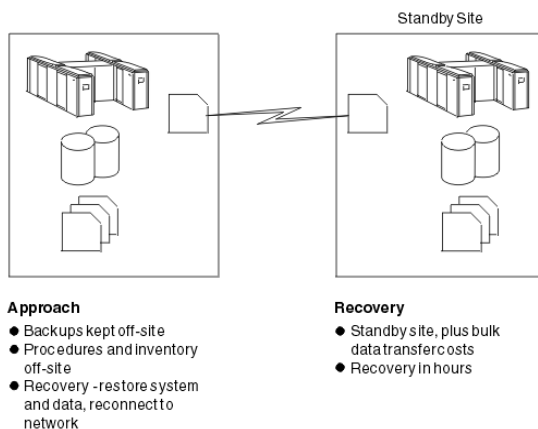 Standby Site
Approach
● Backups kept off-site
● Procedures and inventory
off-site
● Recovery - restore system
and data, reconnect to
network
Recovery
● Standby site, plus bulk
data transfer costs
● Recovery in hours